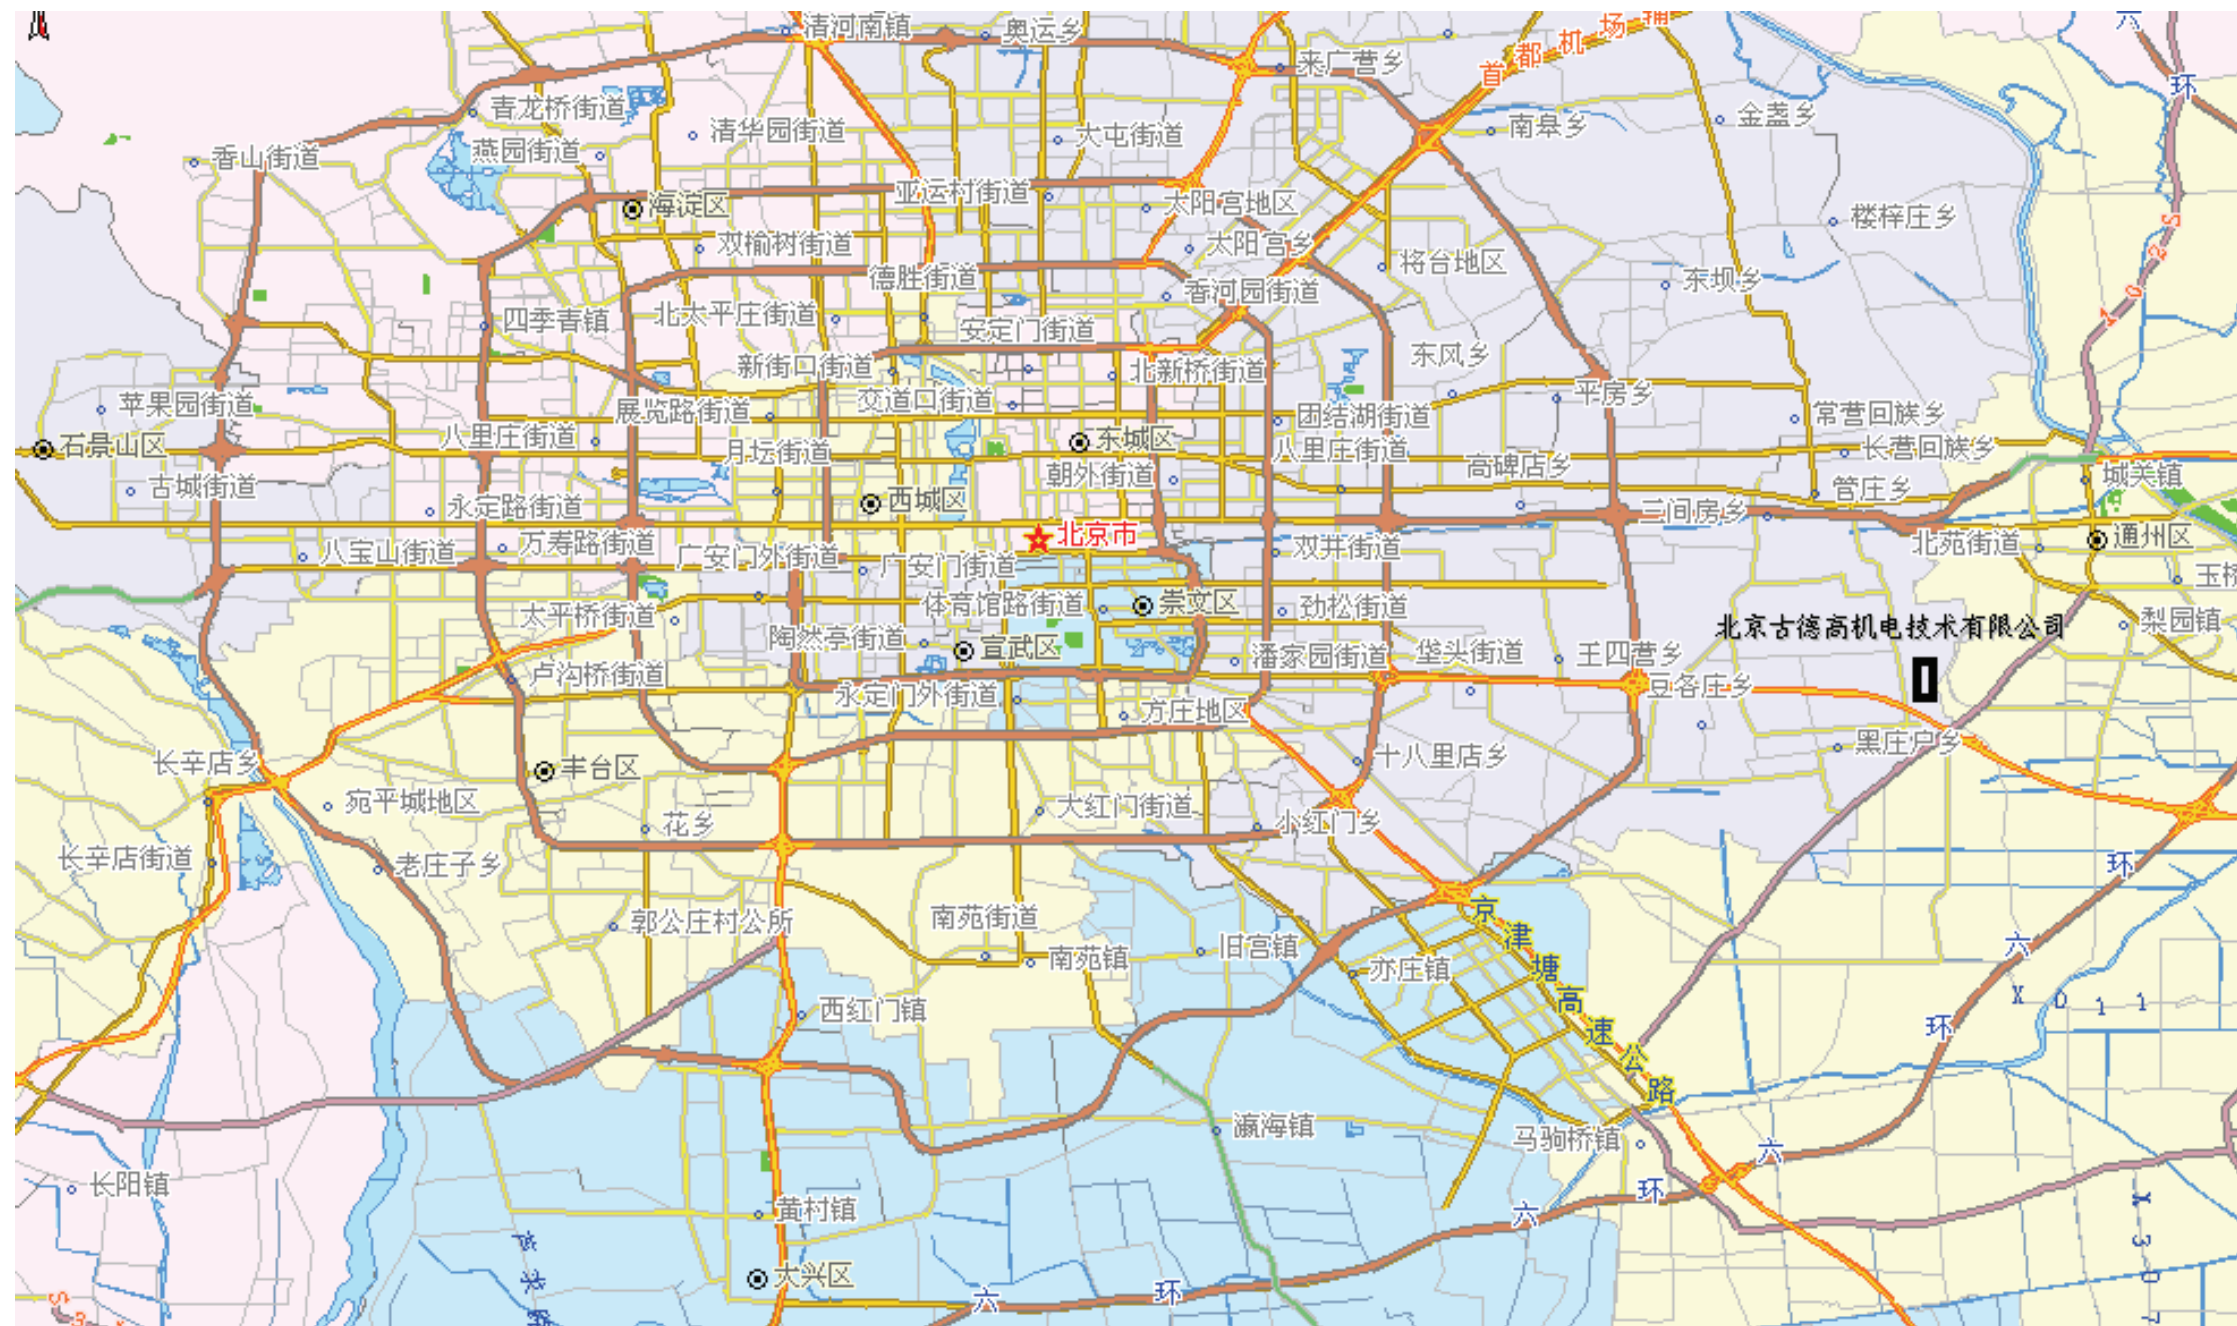 清河南镇
奥运乡
辅
场
机
都
首
六
环
来广营乡
青龙桥街道
清华园街道
大屯街道
南皋乡
金盏乡
香山街道
燕园街道
亚运村街道
海淀区
太阳宫地区
楼梓庄乡
双榆树街道
太阳宫乡
将台地区
东坝乡
S201
德胜街道
香河园街道
四季青镇
北太平庄街道
安定门街道
新街口街道
北新桥街道
东风乡
苹果园街道
展览路街道
交道口街道
团结湖街道
平房乡
常营回族乡
石景山区
八里庄街道
月坛街道
东城区
八里庄街道
高碑店乡
长营回族乡
古城街道
永定路街道
西城区
朝外街道
管庄乡
城关镇
三间房乡
北京市
八宝山街道
万寿路街道
广安门外街道
广安门街道
双井街道
北苑街道
通州区
玉桥
太平桥街道
体育馆路街道
崇文区
劲松街道
梨园镇
北京古德高机电技术有限公司
陶然亭街道
宣武区
潘家园街道
垡头街道
王四营乡
卢沟桥街道
永定门外街道
方庄地区
豆各庄乡
长辛店乡
丰台区
十八里店乡
黑庄户乡
宛平城地区
花乡
大红门街道
小红门乡
长辛店街道
老庄子乡
环
郭公庄村公所
南苑街道
南苑镇
旧宫镇
亦庄镇
京
津
塘
高
速
公
路
六
西红门镇
X011
环
瀛海镇
马驹桥镇
六
环
长阳镇
黄村镇
六
X307
大兴区
六
环